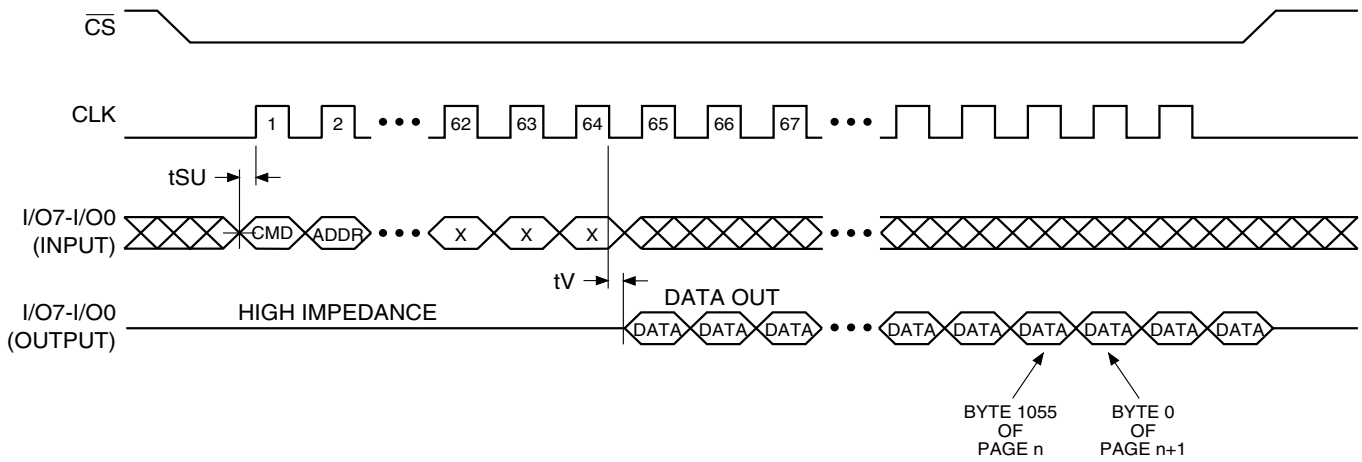 CS
CLK 1 2 ••• 62 63 64 65 66 67 •••
tSU
I/O7-I/O0
(INPUT)
CMD ADDR ••• X X X •••
tV
DATA OUT
I/O7-I/O0
(OUTPUT)
HIGH IMPEDANCE
DATA DATA DATA ••• DATA DATA DATA DATA DATA DATA
BYTE 1055
OF
PAGE n
BYTE 0
OF
PAGE n+1